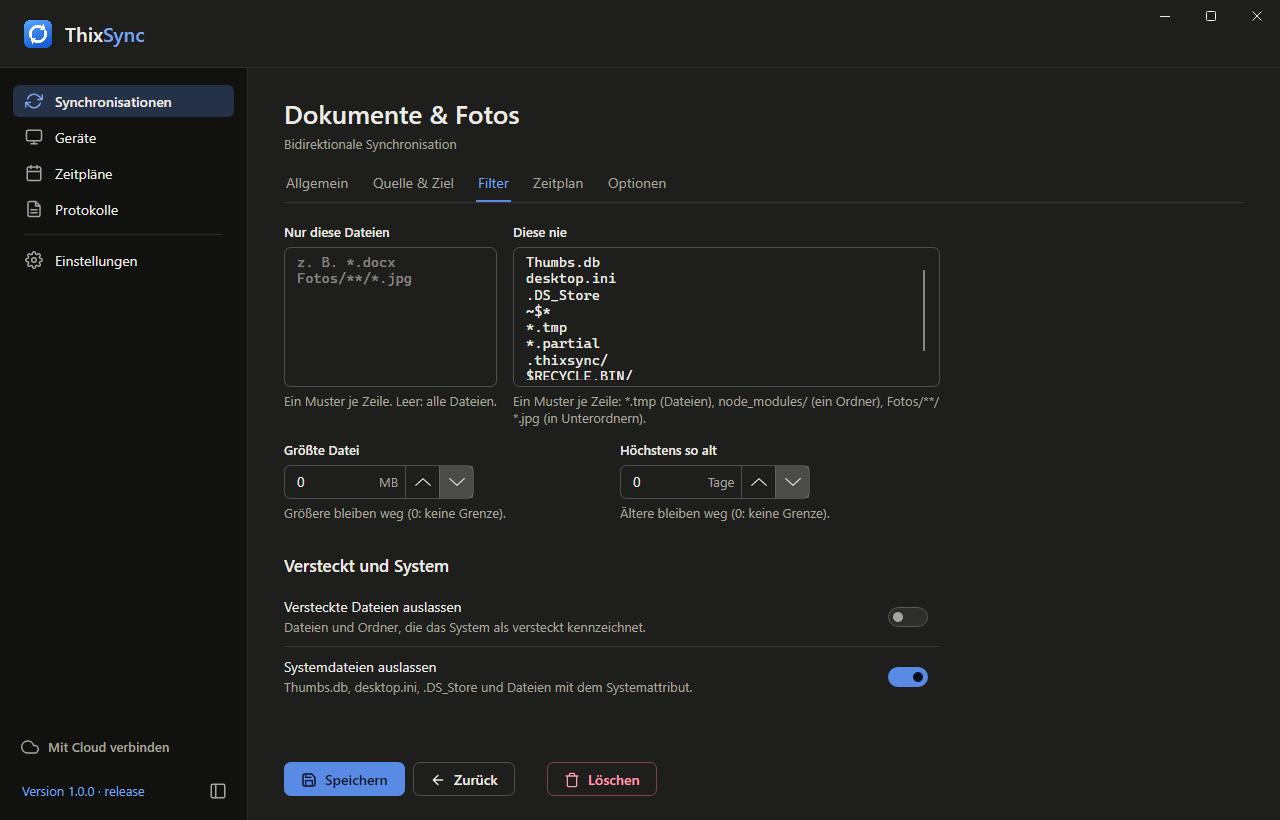 ThixSync
Synchronisationen
Geräte
Zeitpläne
Protokolle
Einstellungen
Mit Cloud verbinden
Version 1.0.0 · release
Dokumente & Fotos
Bidirektionale Synchronisation
Allgemein Quelle & Ziel Filter Zeitplan Optionen
Nur diese Dateien
z. B. *.docx
Fotos/**/*.jpg
Ein Muster je Zeile. Leer: alle Dateien.
Diese nie
Thumbs.db
desktop.ini
.DS_Store
~$*
*.tmp
*.partial
.thixsync/
$RECYCLE.BIN/
Ein Muster je Zeile: *.tmp (Dateien), node_modules/ (ein Ordner), Fotos/**/
*.jpg (in Unterordnern).
Größte Datei
0 MB
Größere bleiben weg (0: keine Grenze).
Höchstens so alt
0 Tage
Ältere bleiben weg (0: keine Grenze).
Versteckt und System
Versteckte Dateien auslassen
Dateien und Ordner, die das System als versteckt kennzeichnet.
Systemdateien auslassen
Thumbs.db, desktop.ini, .DS_Store und Dateien mit dem Systemattribut.
Speichern Zurück Löschen